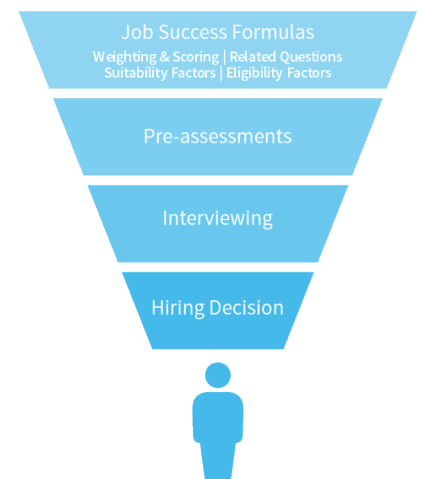 Job Success Formulas
Weighting & Scoring | Related Questions
Suitability Factors | Eligibility Factors
Pre-assessments
Interviewing
Hiring Decision